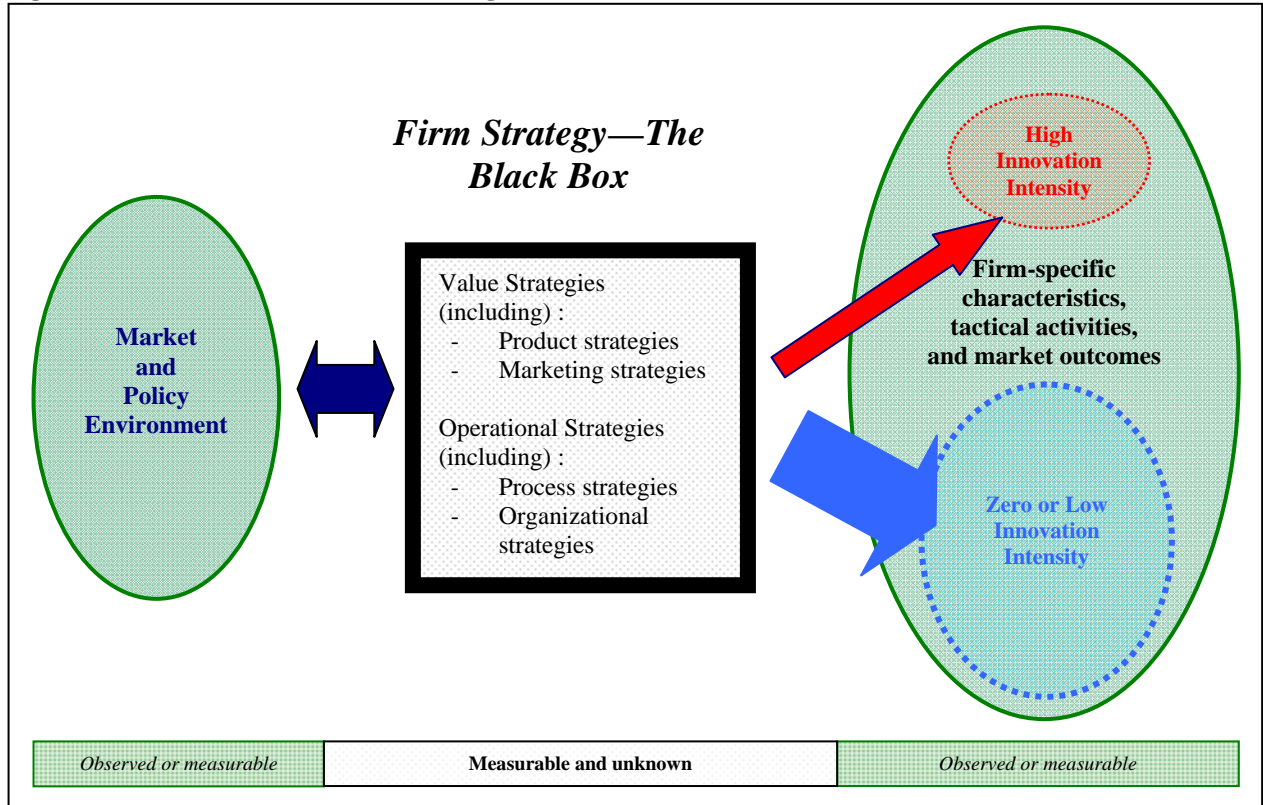 Firm Strategy—The
Black Box
Market
and
Policy
Environment
Value Strategies
(including) :
- Product strategies
- Marketing strategies
Operational Strategies
(including) :
- Process strategies
- Organizational
strategies
High
Innovation
Intensity
Firm-specific
characteristics,
tactical activities,
and market outcomes
Zero or Low
Innovation
Intensity
Observed or measurable
Measurable and unknown
Observed or measurable